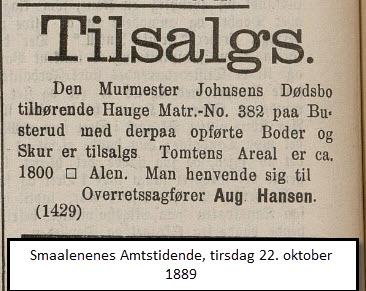 Tilsalgs.
Den Murmester Johnsens Dødsbo
tilhørende Hauge Matr.-No. 382 paa Bu-
sterud med derpaa opførte Boder og
Skur er tilsalgs. Tomtens Areal er ca.
1800 □ Alen. Man henvende sig til
Overretssagfører Aug. Hansen.
(1429)
Smaalenenes Amtstidende, tirsdag 22. oktober
1889